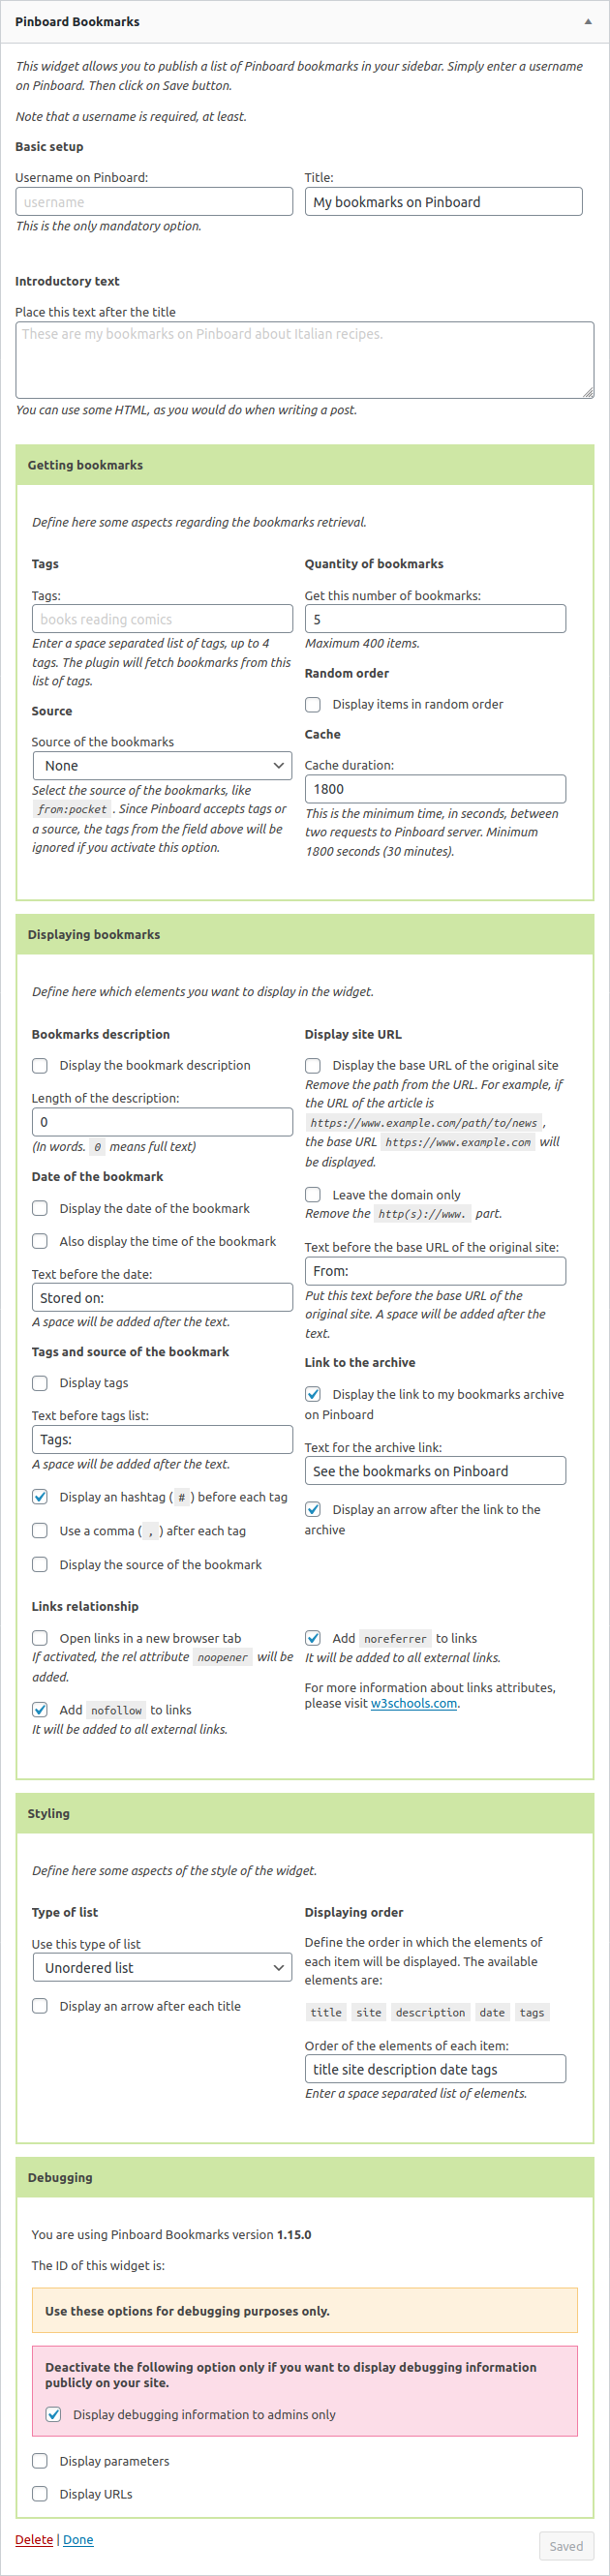 Pinboard Bookmarks
This widget allows you to publish a list of Pinboard bookmarks in your sidebar. Simply enter a username
on Pinboard. Then click on Save button.
Note that a username is required, at least.
Basic setup
Username on Pinboard:
username
This is the only mandatory option.
Title:
My bookmarks on Pinboard
Introductory text
Place this text after the title
These are my bookmarks on Pinboard about Italian recipes.
You can use some HTML, as you would do when writing a post.
Getting bookmarks
Define here some aspects regarding the bookmarks retrieval.
Tags
Tags:
books reading comics
Enter a space separated list of tags, up to 4
tags. The plugin will fetch bookmarks from this
list of tags.
Source
Source of the bookmarks
None
Select the source of the bookmarks, like
from:pocket . Since Pinboard accepts tags or
a source, the tags from the field above will be
ignored if you activate this option.
Quantity of bookmarks
Get this number of bookmarks:
5
Maximum 400 items.
Random order
Display items in random order
Cache
Cache duration:
1800
This is the minimum time, in seconds, between
two requests to Pinboard server. Minimum
1800 seconds (30 minutes).
Displaying bookmarks
Define here which elements you want to display in the widget.
Bookmarks description
Display the bookmark description
Length of the description:
0
(In words. 0 means full text)
Date of the bookmark
Display the date of the bookmark
Also display the time of the bookmark
Text before the date:
Stored on:
A space will be added after the text.
Tags and source of the bookmark
Display tags
Text before tags list:
Tags:
A space will be added after the text.
Display an hashtag ( # ) before each tag
Use a comma ( , ) after each tag
Display the source of the bookmark
Display site URL
Display the base URL of the original site
Remove the path from the URL. For example, if
the URL of the article is
https://www.example.com/path/to/news ,
the base URL https://www.example.com will
be displayed.
Leave the domain only
Remove the http(s)://www. part.
Text before the base URL of the original site:
From:
Put this text before the base URL of the
original site. A space will be added after the
text.
Link to the archive
Display the link to my bookmarks archive
on Pinboard
Text for the archive link:
See the bookmarks on Pinboard
Display an arrow after the link to the
archive
Links relationship
Open links in a new browser tab
If activated, the rel attribute noopener will be
added.
Add nofollow to links
It will be added to all external links.
Add noreferrer to links
It will be added to all external links.
For more information about links attributes,
please visit w3schools.com.
Styling
Define here some aspects of the style of the widget.
Type of list
Use this type of list
Unordered list
Display an arrow after each title
Displaying order
Define the order in which the elements of
each item will be displayed. The available
elements are:
title site description date tags
Order of the elements of each item:
title site description date tags
Enter a space separated list of elements.
Debugging
You are using Pinboard Bookmarks version 1.15.0
The ID of this widget is:
Use these options for debugging purposes only.
Deactivate the following option only if you want to display debugging information
publicly on your site.
Display debugging information to admins only
Display parameters
Display URLs
Delete | Done
Saved